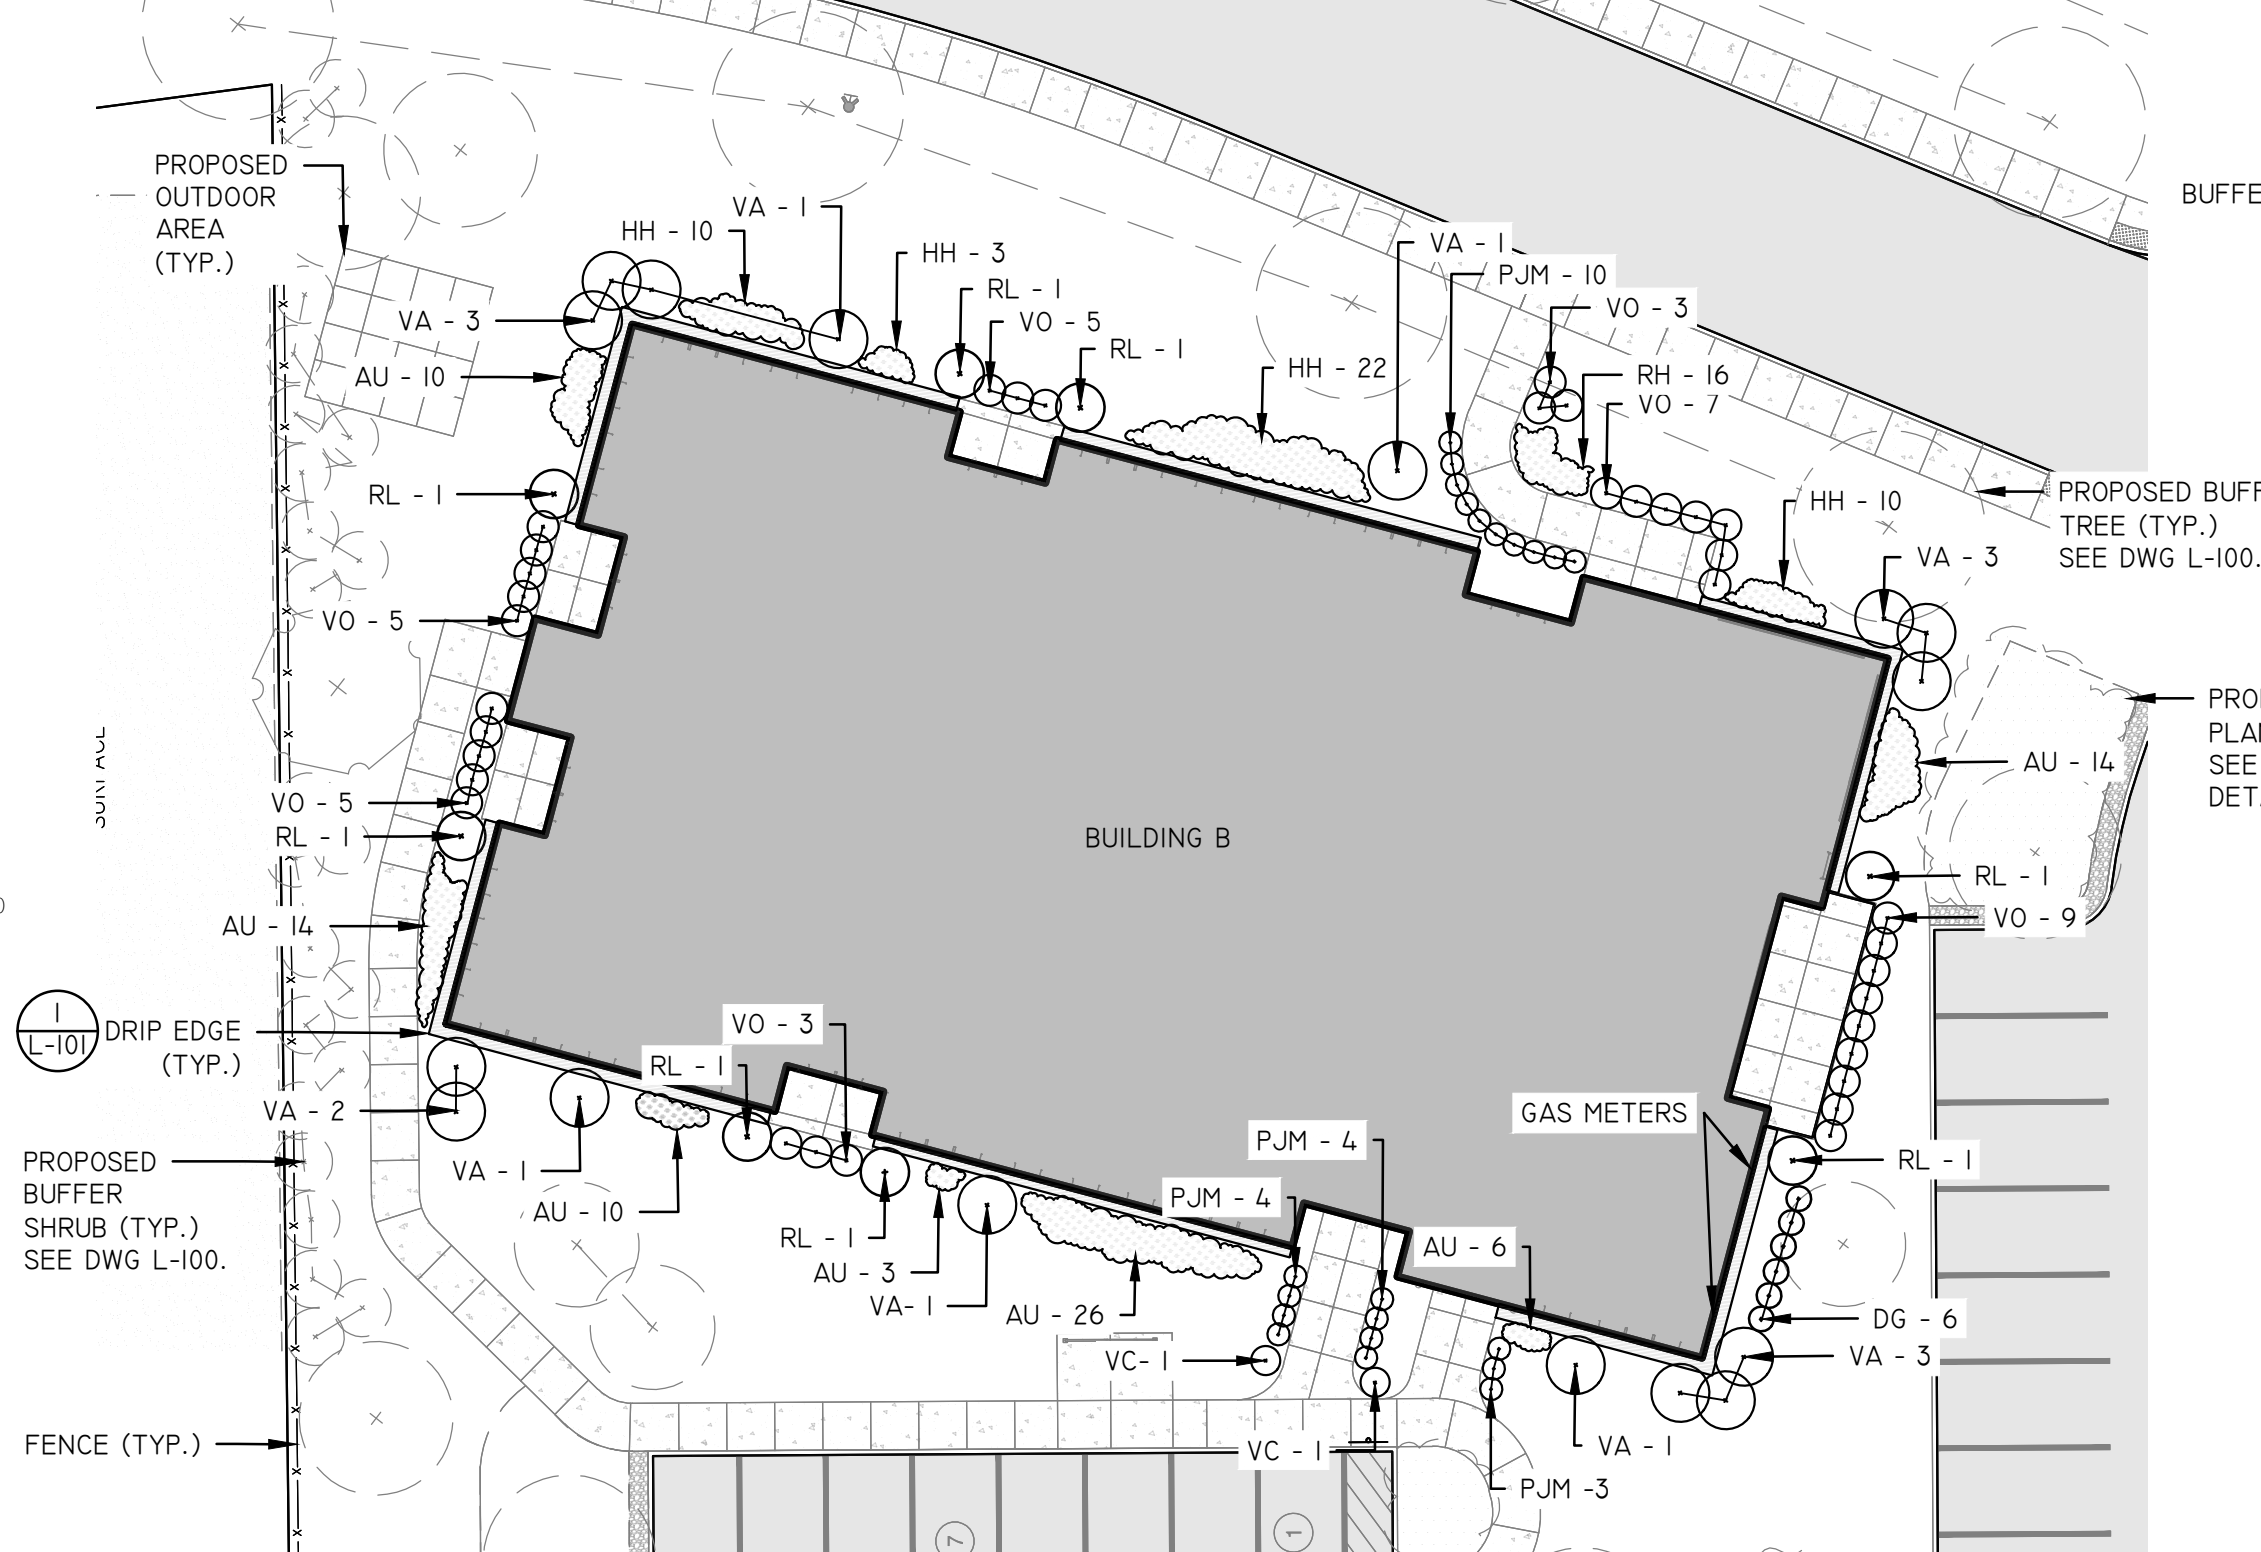 PROPOSED
OUTDOOR
AREA
(TYP.)
VA - 1
HH - 10
HH - 3
RL - 1
VO - 5
RL - 1
VA - 3
AU - 10
HH - 22
VA - 1
PJM - 10
VO - 3
RH - 16
VO - 7
BUFFE
HH - 10
PROPOSED BUFF
TREE (TYP.)
SEE DWG L-100.
VA - 3
RL - 1
VO - 5
VO - 5
RL - 1
AU - 14
BUILDING B
PRO
PLA
SEE
DET.
AU - 14
RL - 1
VO - 9
1
L-101
DRIP EDGE
(TYP.)
VA - 2
PROPOSED
BUFFER
SHRUB (TYP.)
SEE DWG L-100.
FENCE (TYP.)
VO - 3
RL - 1
VA - 1
AU - 10
RL - 1
AU - 3
VA- 1
AU - 26
GAS METERS
PJM - 4
PJM - 4
AU - 6
RL - 1
DG - 6
VA - 3
VC- 1
VC - 1
VA - 1
PJM -3
7
1